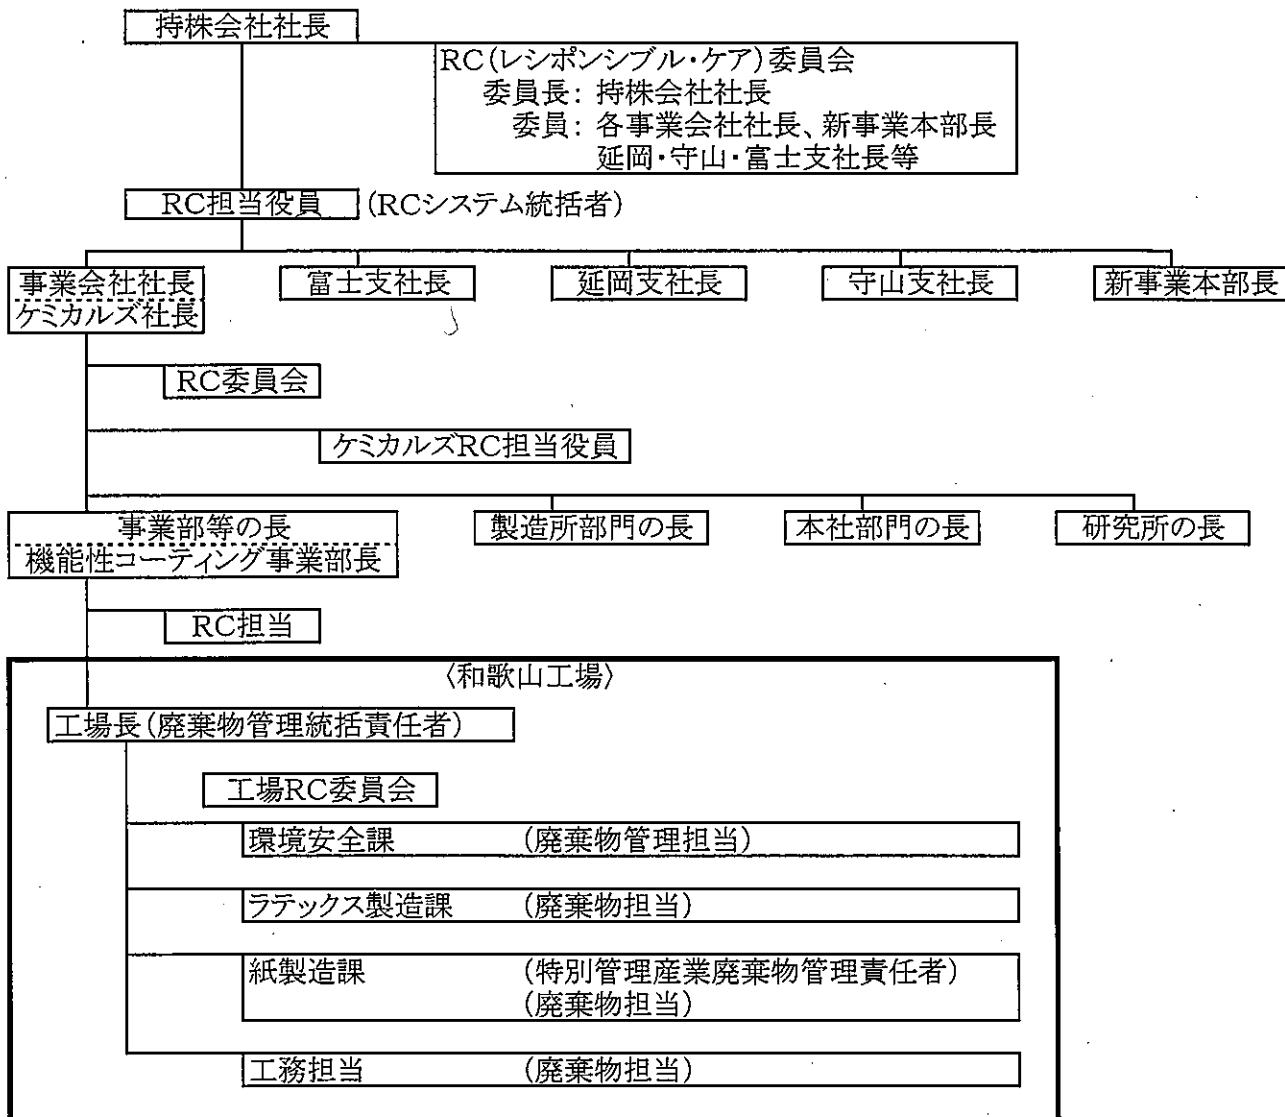 持株会社社長
RC(レシポンシブル・ケア)委員会
委員長: 持株会社社長
委員: 各事業会社社長、新事業本部長
延岡・守山・富士支社長等
RC担当役員 (RCシステム統括者)
事業会社社長
ケミカルズ社長
富士支社長
延岡支社長
守山支社長
新事業本部長
RC委員会
ケミカルズRC担当役員
事業部等の長
機能性コーティング事業部長
製造所部門の長
本社部門の長
研究所の長
RC担当
〈和歌山工場〉
工場長(廃棄物管理統括責任者)
工場RC委員会
環境安全課 (廃棄物管理担当)
ラテックス製造課 (廃棄物担当)
紙製造課 (特別管理産業廃棄物管理責任者)
(廃棄物担当)
工務担当 (廃棄物担当)